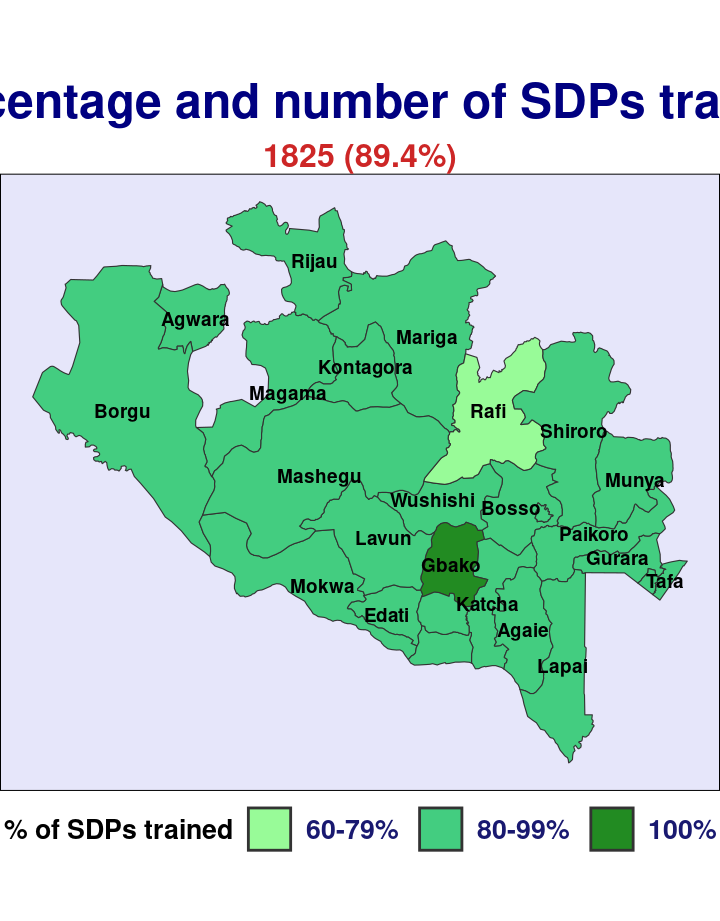 centage and number of SDPs tra
1825 (89.4%)
Rijau
Agwara
Mariga
Kontagora
Magama
Borgu
Rafi
Shiroro
Mashegu
Munya
Wushishi
Bosso
Paikoro
Lavun
Gurara
Gbako
Tafa
Mokwa
Katcha
Edati
Agaie
Lapai
% of SDPs trained 60-79% 80-99% 100%